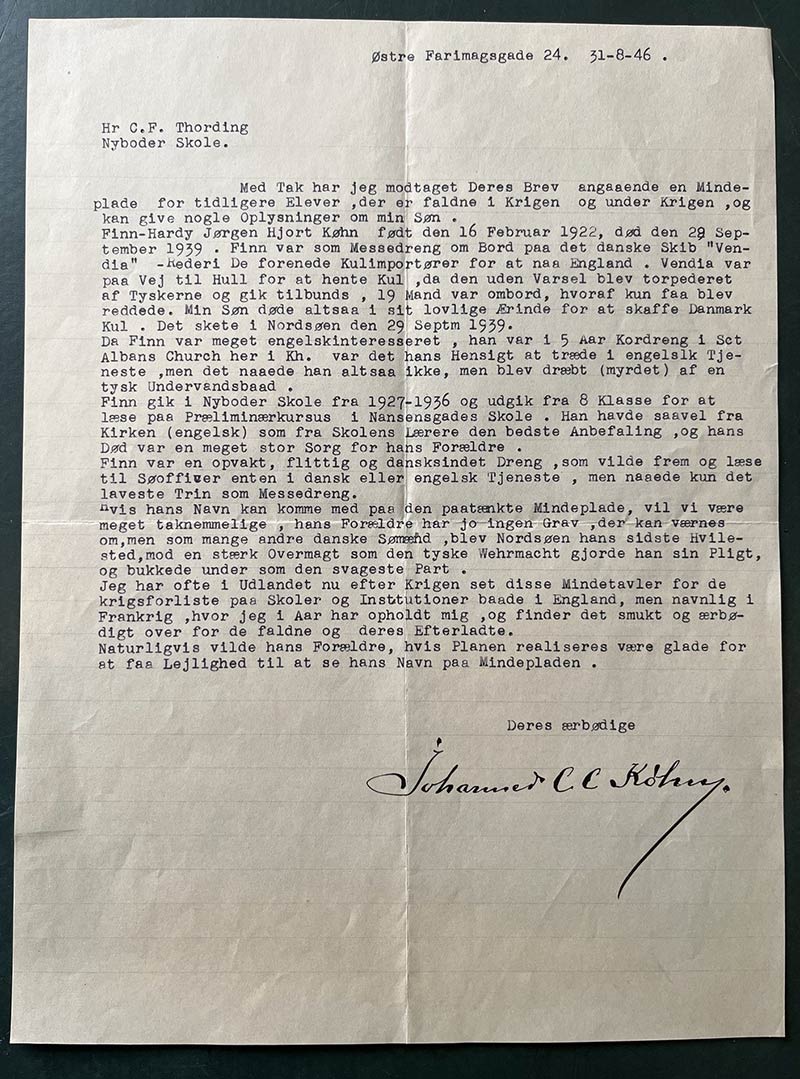 Østre Farimagsgade 24. 31-8-46 .
Hr C.F. Thording
Nyboder Skole.
Med Tak har jeg modtaget Deres Brev angaaende en Minde-
plade for tidligere Elever ,der er faldne i Krigen og under Krigen ,og
kan give nogle Oplysninger om min Søn .
Finn-Hardy Jørgen Hjort Køhn født den 16 Februar 1922, død den 29 Sep-
tember 1939 . Finn var som Messedreng om Bord paa det danske Skib "Ven-
dia" -Rederi De forenede Kulimportører for at naa England . Vendia var
paa Vej til Hull for at hente Kul ,da den uden Varsel blev torpederet
af Tyskerne og gik tilbunds , 19 Mand var ombord, hvoraf kun faa blev
reddede. Min Søn døde altsaa i sit lovlige Ærinde for at skaffe Danmark
Kul . Det skete i Nordsøen den 29 Septm 1939.
Da Finn var meget engelskinteresseret , han var i 5 Aar Kordreng i Sct
Albans Church her i Kh. var det hans Hensigt at træde i engelslk Tje-
neste ,men det naaede han altsaa ikke, men blev dræbt (myrdet) af en
tysk Undervandsbaad .
Finn gik i Nyboder Skole fra 1927-1936 og udgik fra 8 Klasse for at
læse paa Præliminærkursus i Nansensgades Skole . Han havde saavel fra
Kirken (engelsk) som fra Skolens Lærere den bedste Anbefaling ,og hans
Død var en meget stor Sorg for hans Forældre .
Finn var en opvakt, flittig og dansksindet Dreng ,som vilde frem og læse
til Søofficer enten i dansk eller engelsk Tjeneste , men naaede kun det
laveste Trin som Messedreng.
Hvis hans Navn kan komme med paa den paatænkte Mindeplade, vil vi være
meget taknemmelige , hans Forældre har jo ingen Grav ,der kan værnes
om,men som mange andre danske Sømænd ,blev Nordsøen hans sidste Hvile-
sted,mod en stærk Overmagt som den tyske Wehrmacht gjorde han sin Pligt,
og bukkede under som den svageste Part .
Jeg har ofte i Udlandet nu efter Krigen set disse Mindetavler for de
krigsforliste paa Skoler og Instutioner baade i England, men navnlig i
Frankrig ,hvor jeg i Aar har opholdt mig ,og finder det smukt og ærbø-
digt over for de faldne og deres Efterladte.
Naturligvis vilde hans Forældre, hvis Planen realiseres være glade for
at faa Lejlighed til at se hans Navn paa Mindepladen .
Deres ærbødige
Johannes C C Køhn.